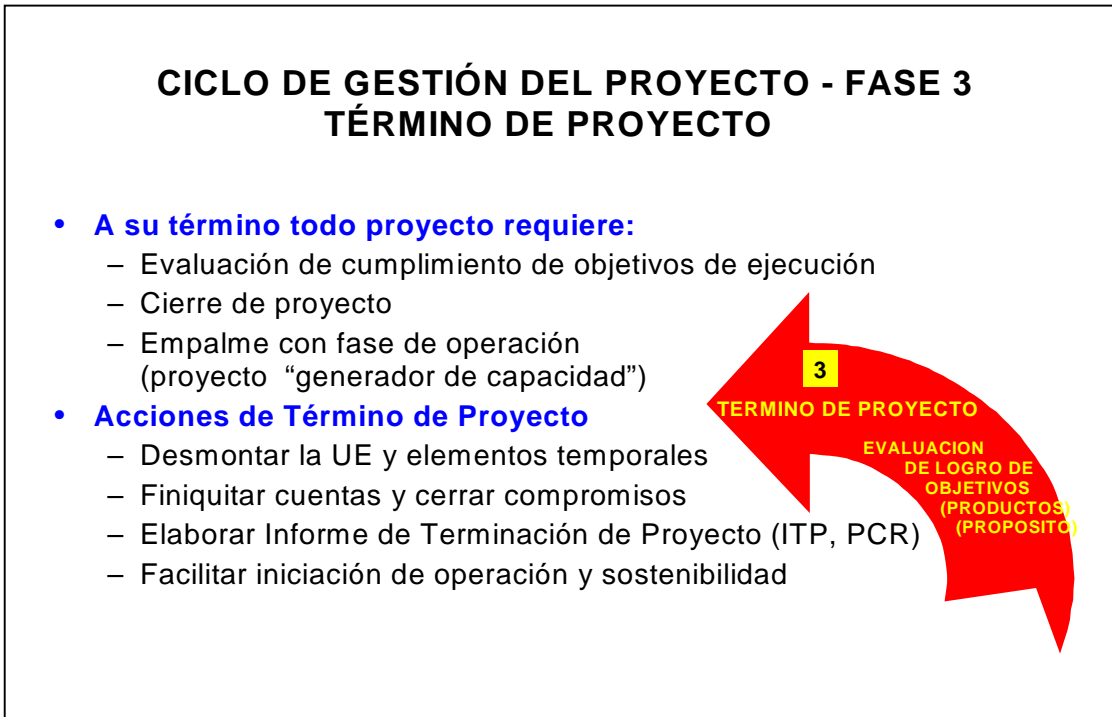 CICLO DE GESTIÓN DEL PROYECTO - FASE 3
TÉRMINO DE PROYECTO
• A su término todo proyecto requiere:
– Evaluación de cumplimiento de objetivos de ejecución
– Cierre de proyecto
– Empalme con fase de operación
(proyecto “generador de capacidad”)
• Acciones de Término de Proyecto
– Desmontar la UE y elementos temporales
– Finiquitar cuentas y cerrar compromisos
– Elaborar Informe de Terminación de Proyecto (ITP, PCR)
– Facilitar iniciación de operación y sostenibilidad
3
TERMINO DE PROYECTO
EVALUACION
DE LOGRO DE
OBJETIVOS
(PRODUCTOS)
(PROPOSITO)